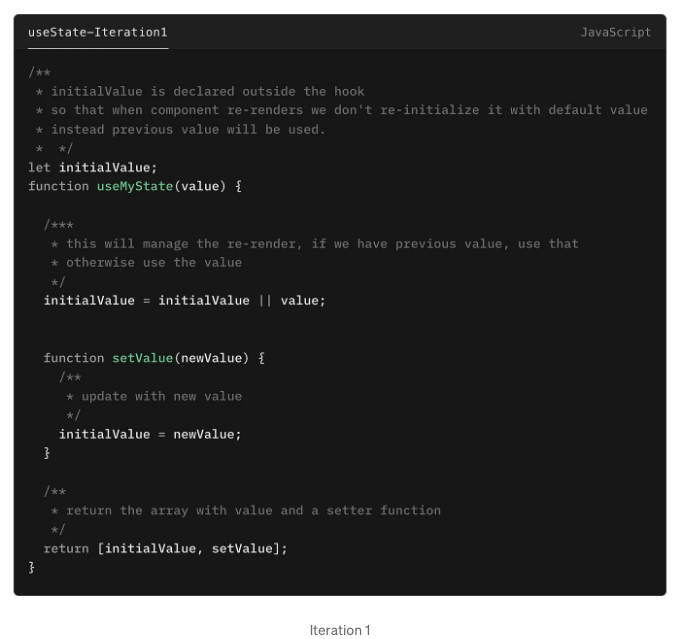 useState-Iteration1
JavaScript
/**
 * initialValue is declared outside the hook
 * so that when component re-renders we don't re-initialize it with default value
 * instead previous value will be used.
 *  */
let initialValue;
function useMyState(value) {
  /***
   * this will manage the re-render, if we have previous value, use that
   * otherwise use the value
   */
  initialValue = initialValue || value;
  function setValue(newValue) {
    /**
     * update with new value
     */
    initialValue = newValue;
  }
  /**
   * return the array with value and a setter function
   */
  return [initialValue, setValue];
}
Iteration 1